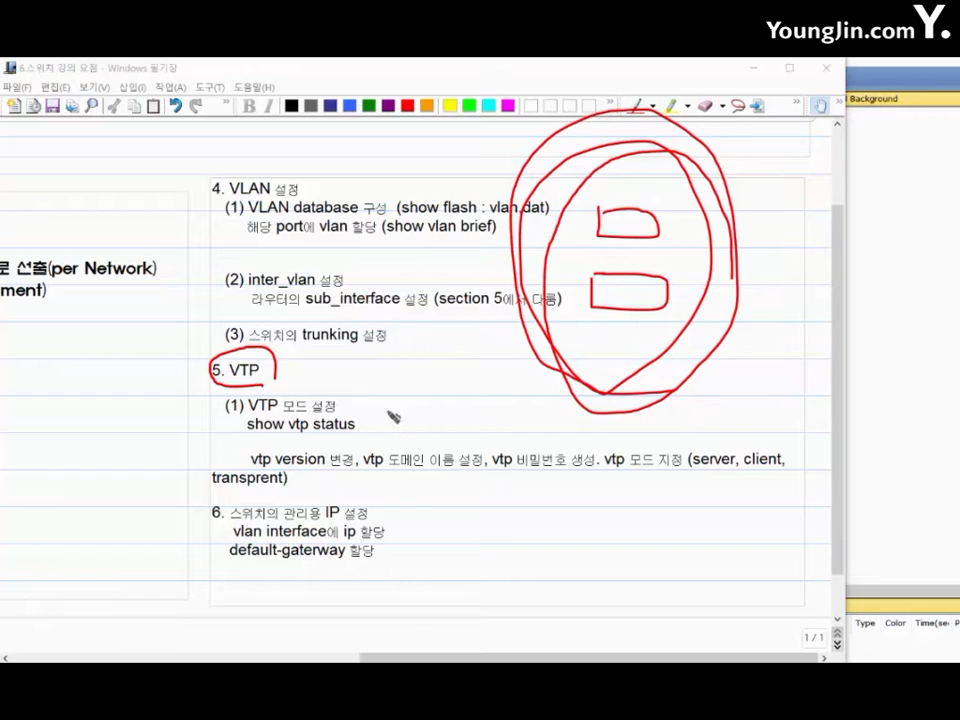 YoungJin.com Y.
6.스위치 강의 요점 - Windows 필기장
파일(F) 편집(E) 보기(V) 삽입(I) 작업(A) 도구(T) 도움말(H)
B I
Background
4. VLAN 설정
(1) VLAN database 구성 (show flash : vlan.dat)
해당 port에 vlan 할당 (show vlan brief)
로 선출(per Network)
ment)
(2) inter_vlan 설정
라우터의 sub_interface 설정 (section 5에서 다룸)
(3) 스위치의 trunking 설정
5. VTP
(1) VTP 모드 설정
show vtp status
vtp version 변경, vtp 도메인 이름 설정, vtp 비밀번호 생성. vtp 모드 지정 (server, client,
transprent)
6. 스위치의 관리용 IP 설정
vlan interface에 ip 할당
default-gaterway 할당
Type Color Time(se P
1 / 1